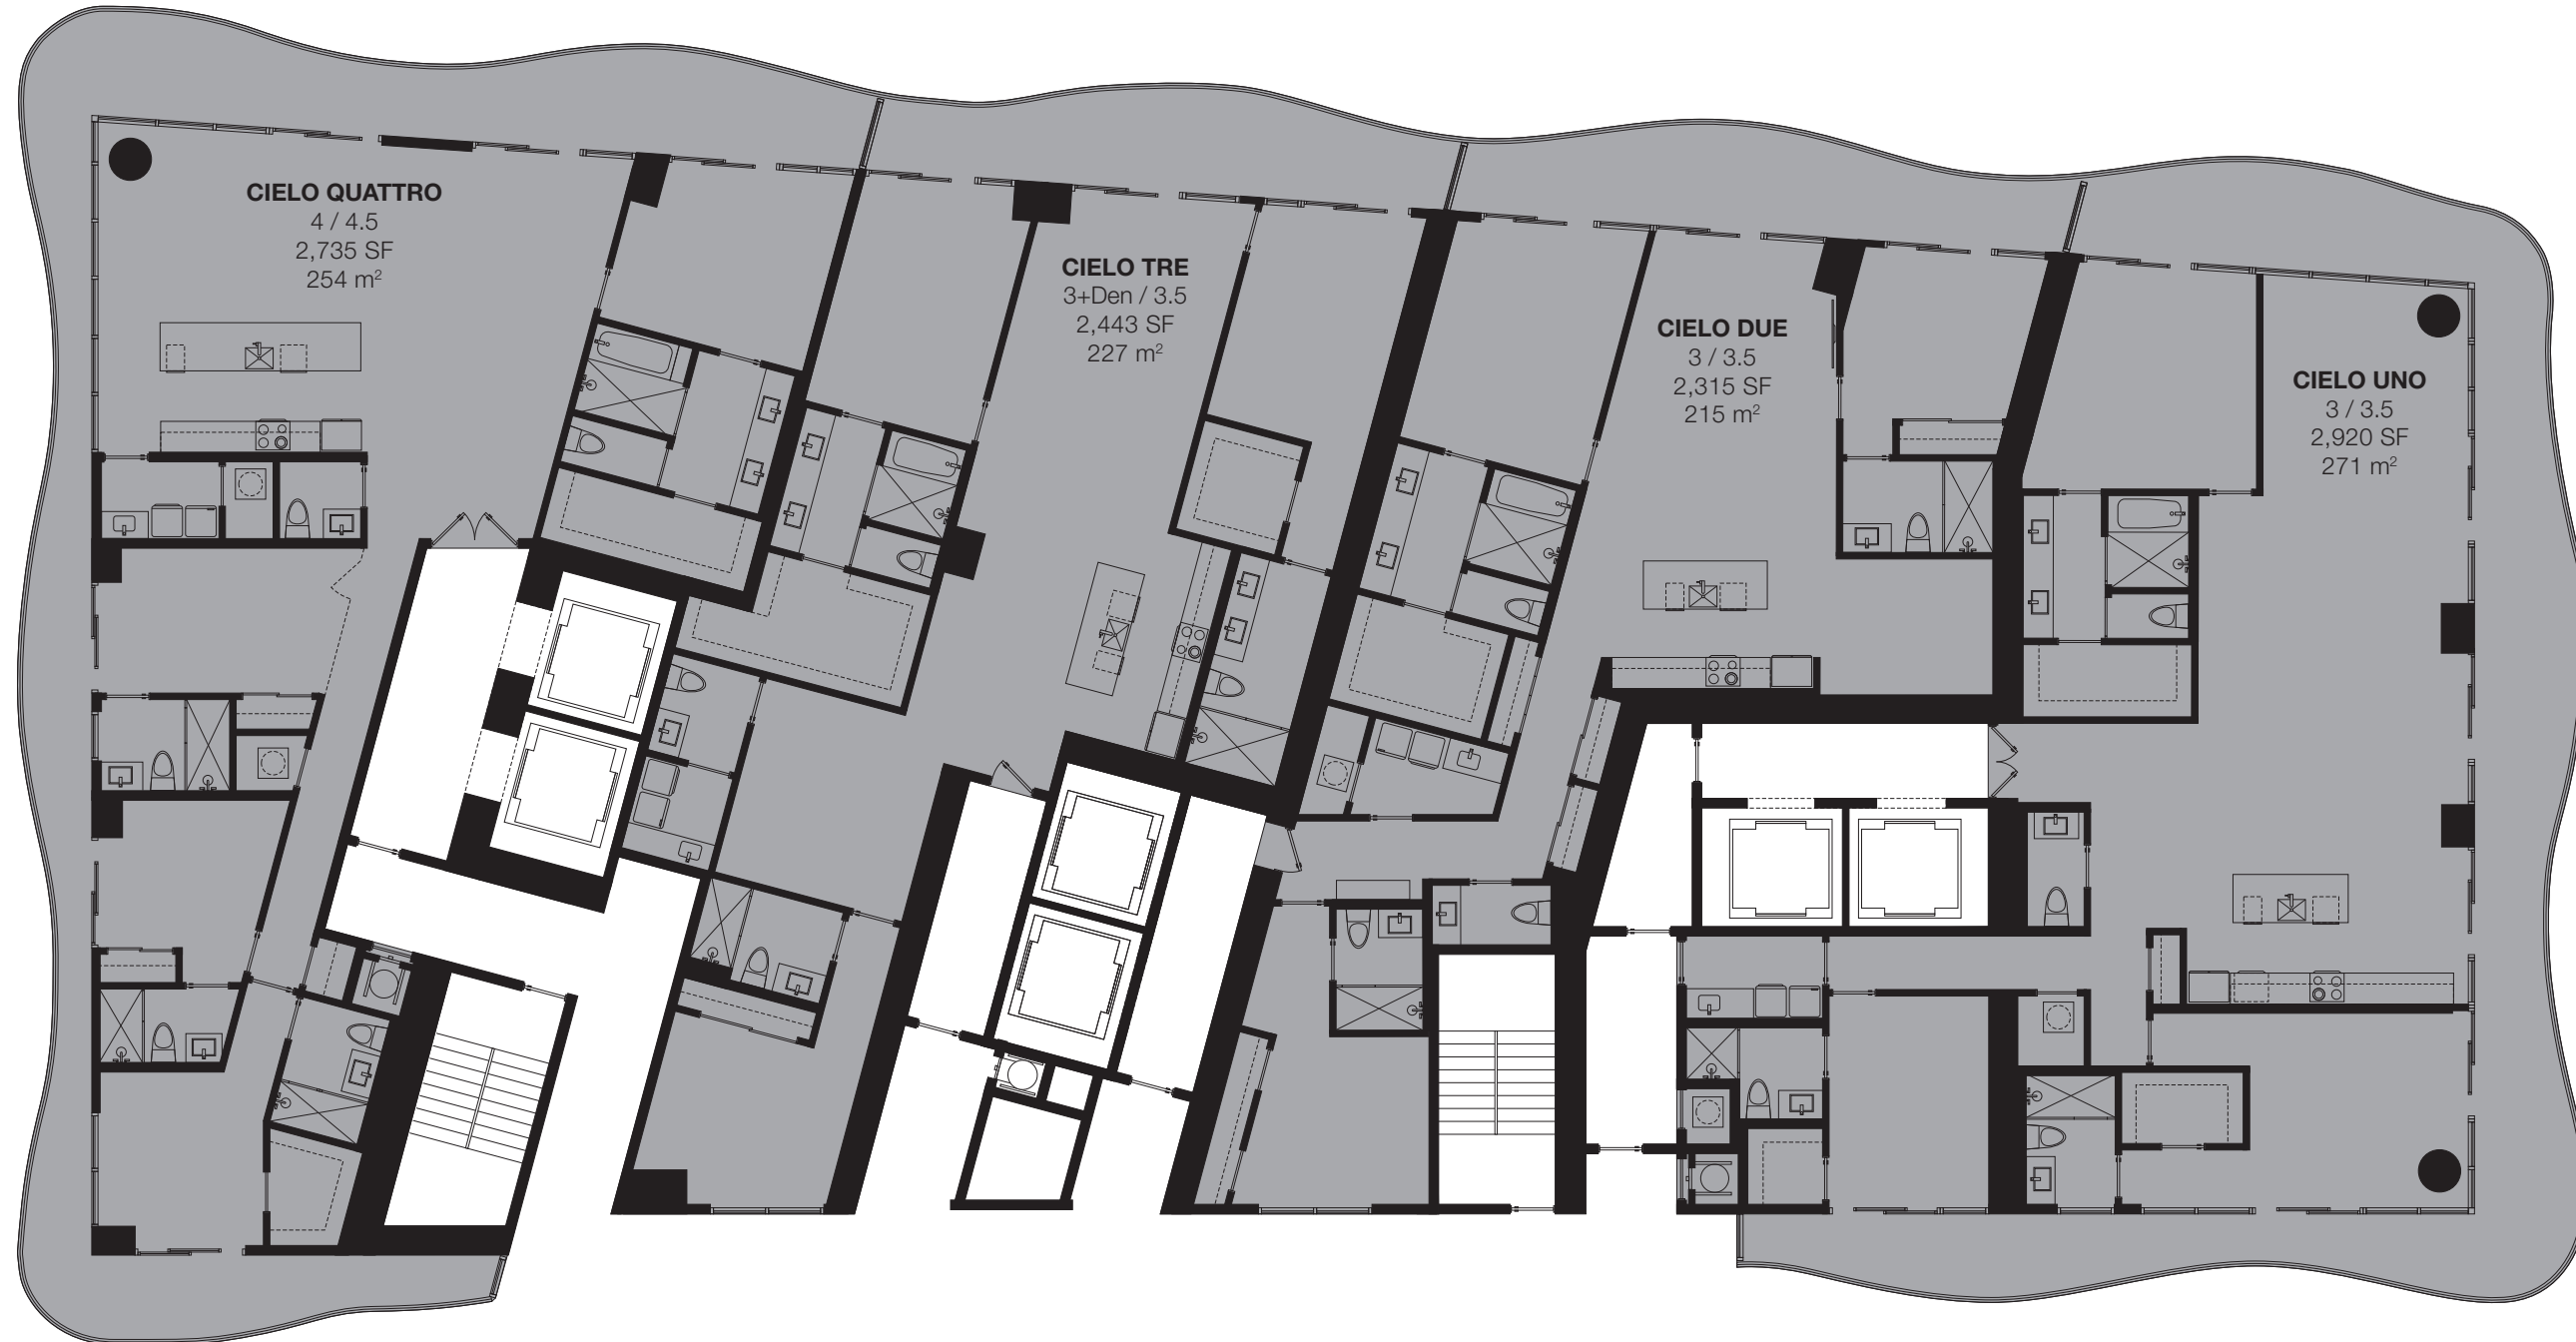 CIELO QUATTRO
4 / 4.5
2,735 SF
254 m²
CIELO TRE
3+Den / 3.5
2,443 SF
227 m²
CIELO DUE
3 / 3.5
2,315 SF
215 m²
CIELO UNO
3 / 3.5
2,920 SF
271 m²